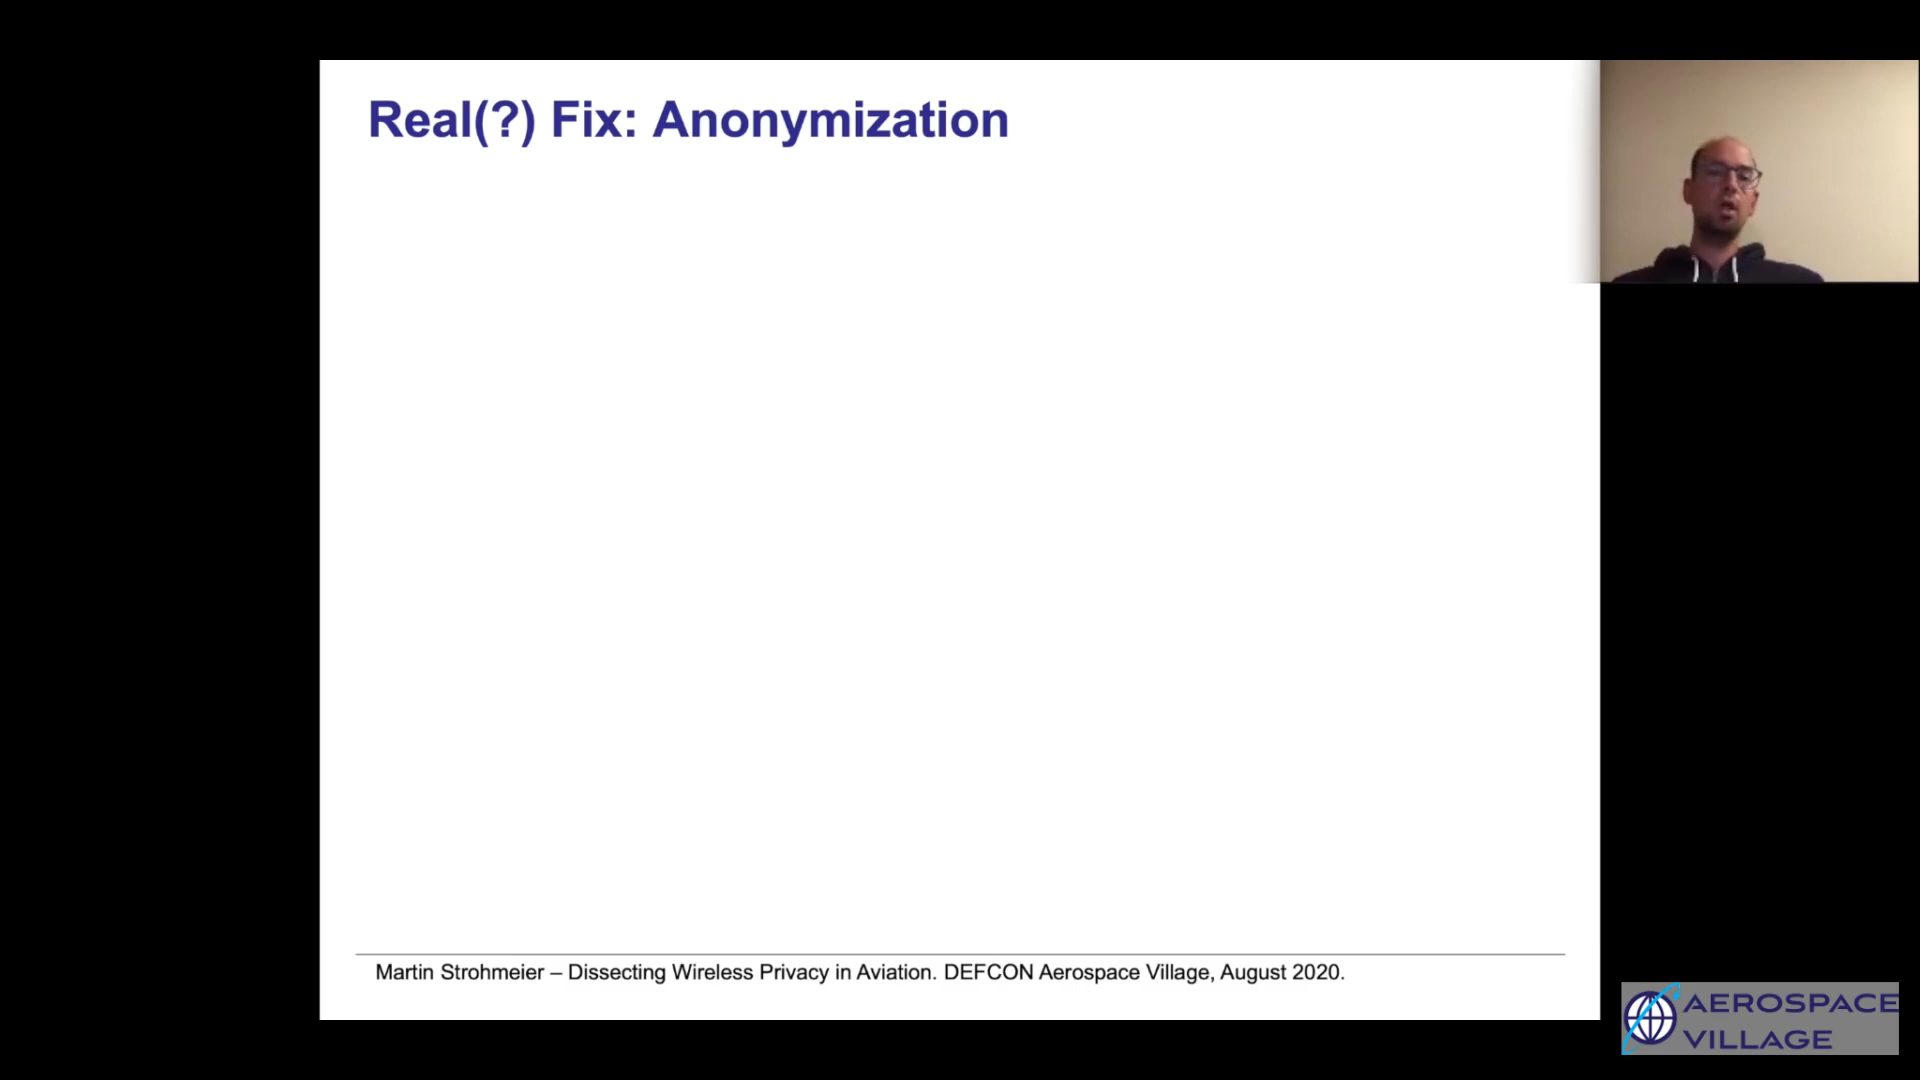 Real(?) Fix: Anonymization
Martin Strohmeier – Dissecting Wireless Privacy in Aviation. DEFCON Aerospace Village, August 2020.
AEROSPACE
VILLAGE